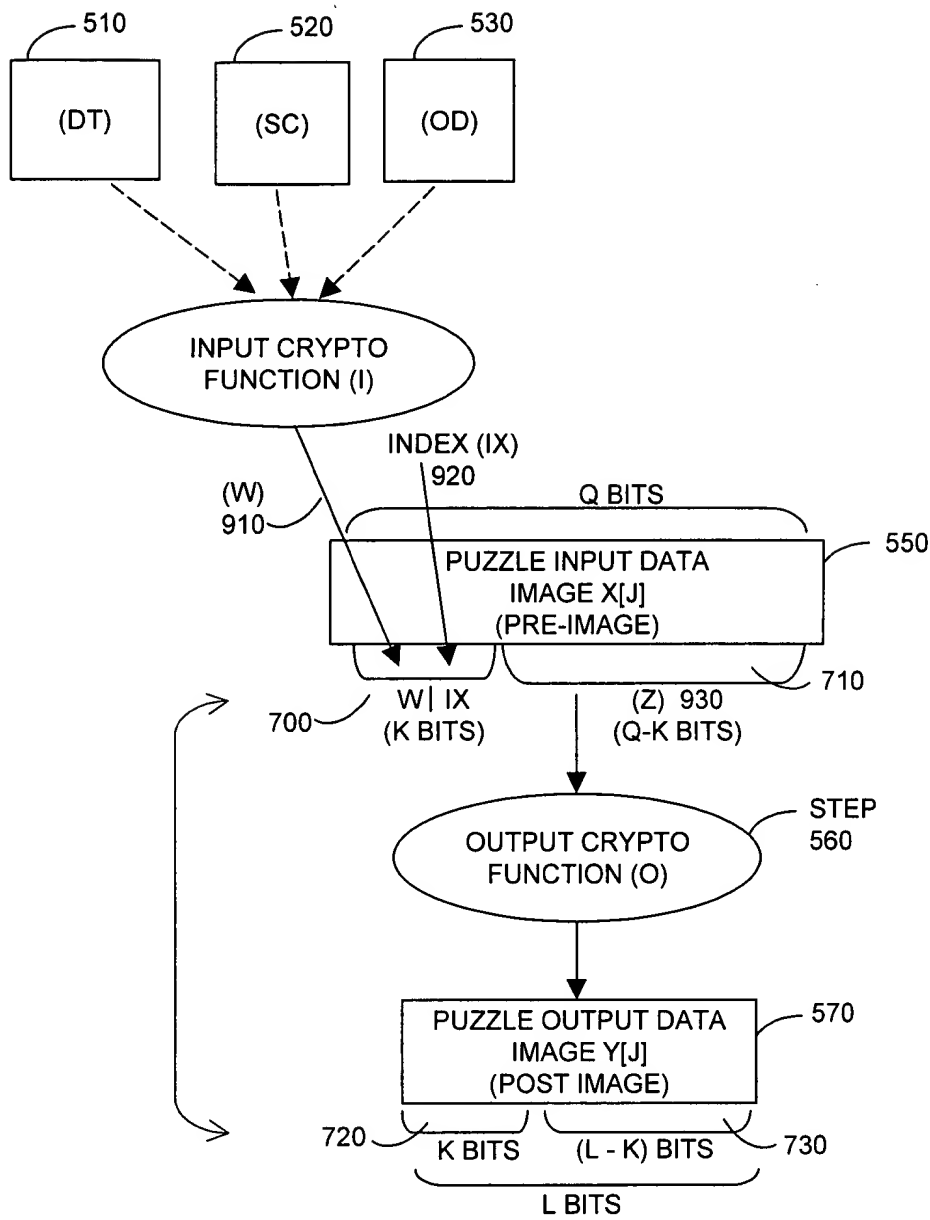 510
520
530
(DT)
(SC)
(OD)
INPUT CRYPTO
FUNCTION (I)
INDEX (IX)
920
(W)
910
Q BITS
550
PUZZLE INPUT DATA
IMAGE X[J]
(PRE-IMAGE)
700
W| IX
(K BITS)
(Z) 930
(Q-K BITS)
710
STEP
560
OUTPUT CRYPTO
FUNCTION (O)
570
PUZZLE OUTPUT DATA
IMAGE Y[J]
(POST IMAGE)
720
K BITS
(L - K) BITS
730
L BITS